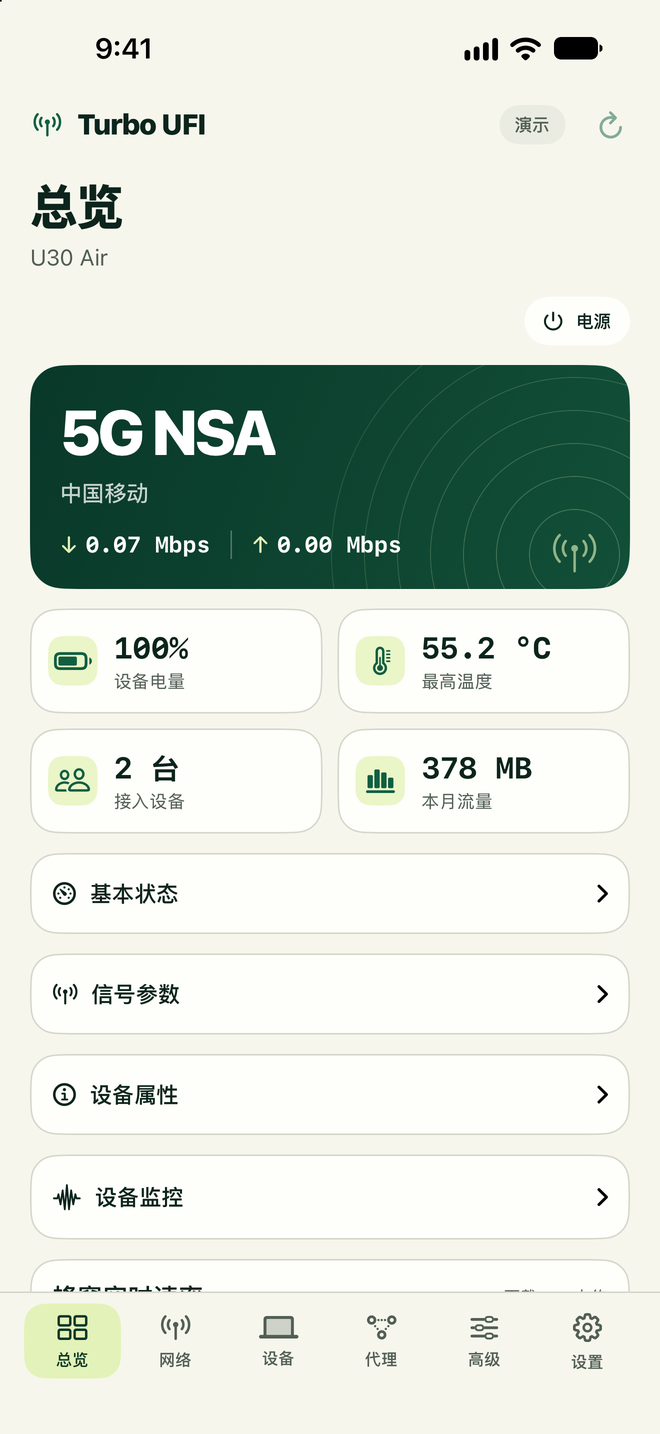 9:41
Turbo UFI
演示
总览
U30 Air
电源
5G NSA
中国移动
↓ 0.07 Mbps
↑ 0.00 Mbps
100%
设备电量
55.2 °C
最高温度
2 台
接入设备
378 MB
本月流量
基本状态
信号参数
设备属性
设备监控
总览
网络
设备
代理
高级
设置